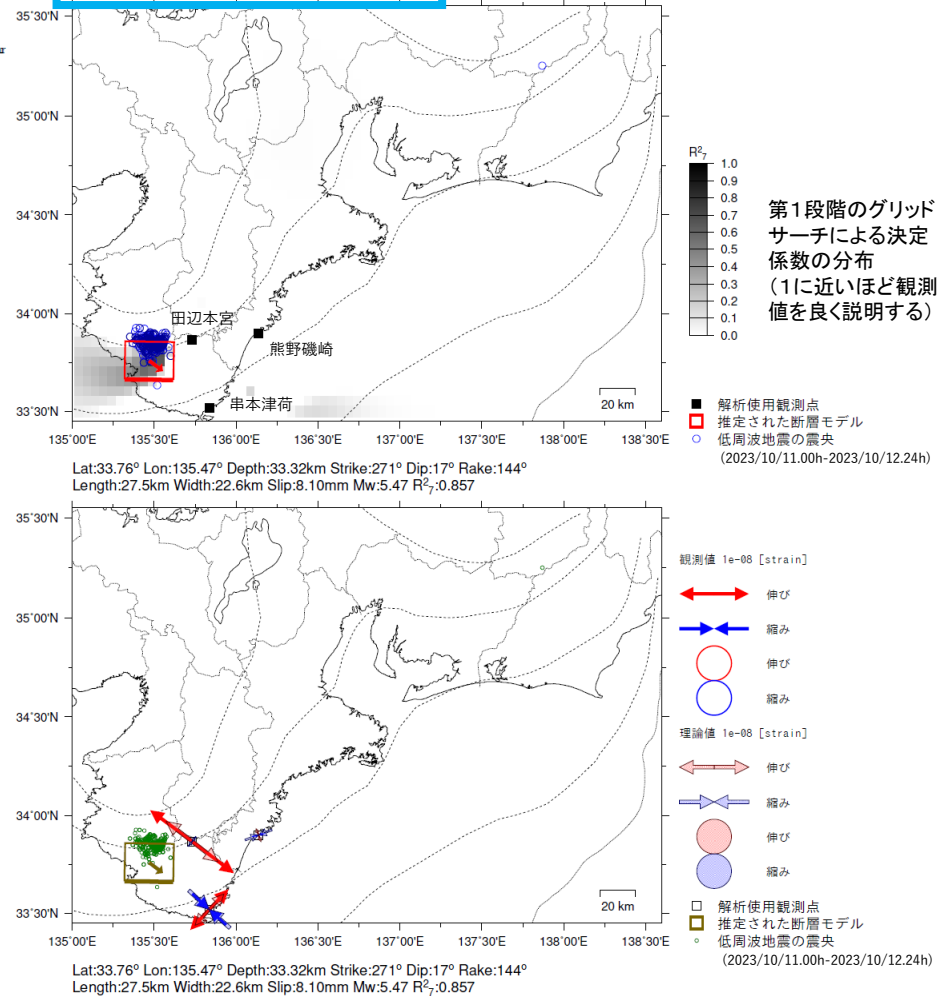 35°30'N
35°00'N
34°30'N
34°00'N
33°30'N
田辺本宮
熊野磯崎
串本津荷
20 km
135°00'E 135°30'E 136°00'E 136°30'E 137°00'E 137°30'E 138°00'E 138°30'E
R²₇
1.0
0.9
0.8
0.7
0.6
0.5
0.4
0.3
0.2
0.1
0.0
第1段階のグリッド
サーチによる決定
係数の分布
(1に近いほど観測
値を良く説明する)
解析使用観測点
推定された断層モデル
低周波地震の震央
(2023/10/11.00h-2023/10/12.24h)
Lat:33.76° Lon:135.47° Depth:33.32km Strike:271° Dip:17° Rake:144°
Length:27.5km Width:22.6km Slip:8.10mm Mw:5.47 R²₇:0.857
35°30'N
35°00'N
34°30'N
34°00'N
33°30'N
20 km
135°00'E 135°30'E 136°00'E 136°30'E 137°00'E 137°30'E 138°00'E 138°30'E
観測値 1e-08 [strain]
伸び
縮み
伸び
縮み
理論値 1e-08 [strain]
伸び
縮み
伸び
縮み
解析使用観測点
推定された断層モデル
低周波地震の震央
(2023/10/11.00h-2023/10/12.24h)
Lat:33.76° Lon:135.47° Depth:33.32km Strike:271° Dip:17° Rake:144°
Length:27.5km Width:22.6km Slip:8.10mm Mw:5.47 R²₇:0.857